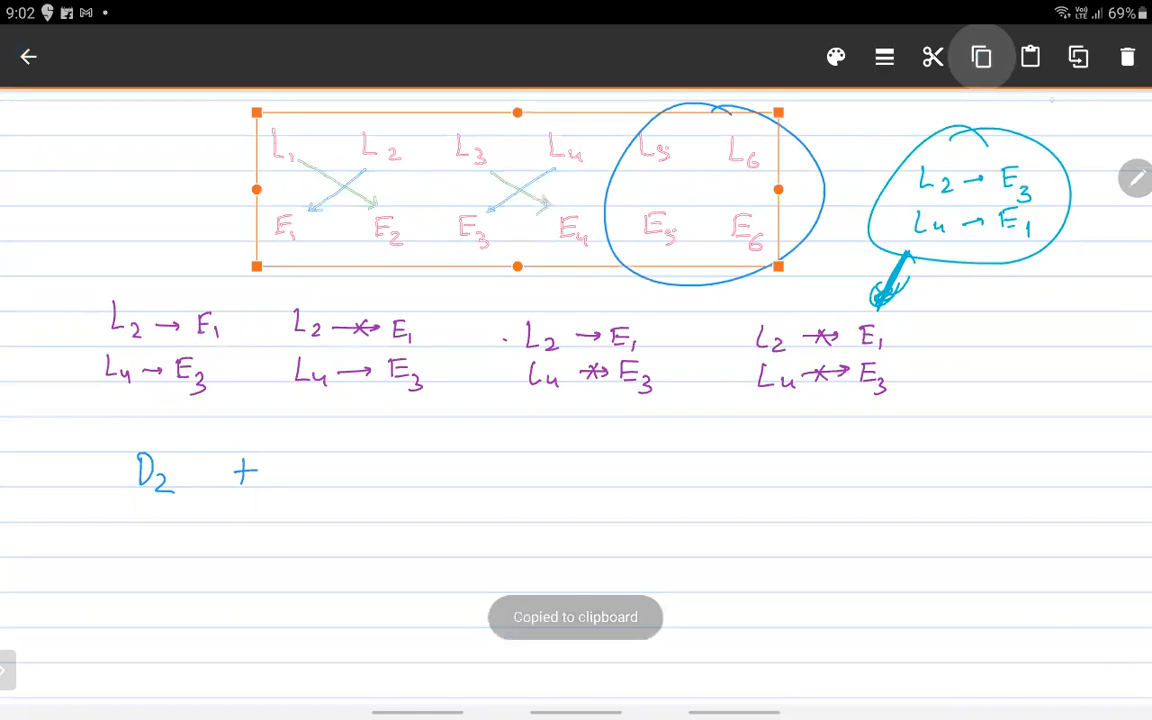 9:02 69%
L1 L2 L3 L4 L5 L6
E1 E2 E3 E4 E5 E6
L2 → E3
L4 → E1
L2 → E1 L2 → E1 L2 → E1 L2 → E1
L4 → E3 L4 → E3 L4 → E3 L4 → E3
D2 +
Copied to clipboard